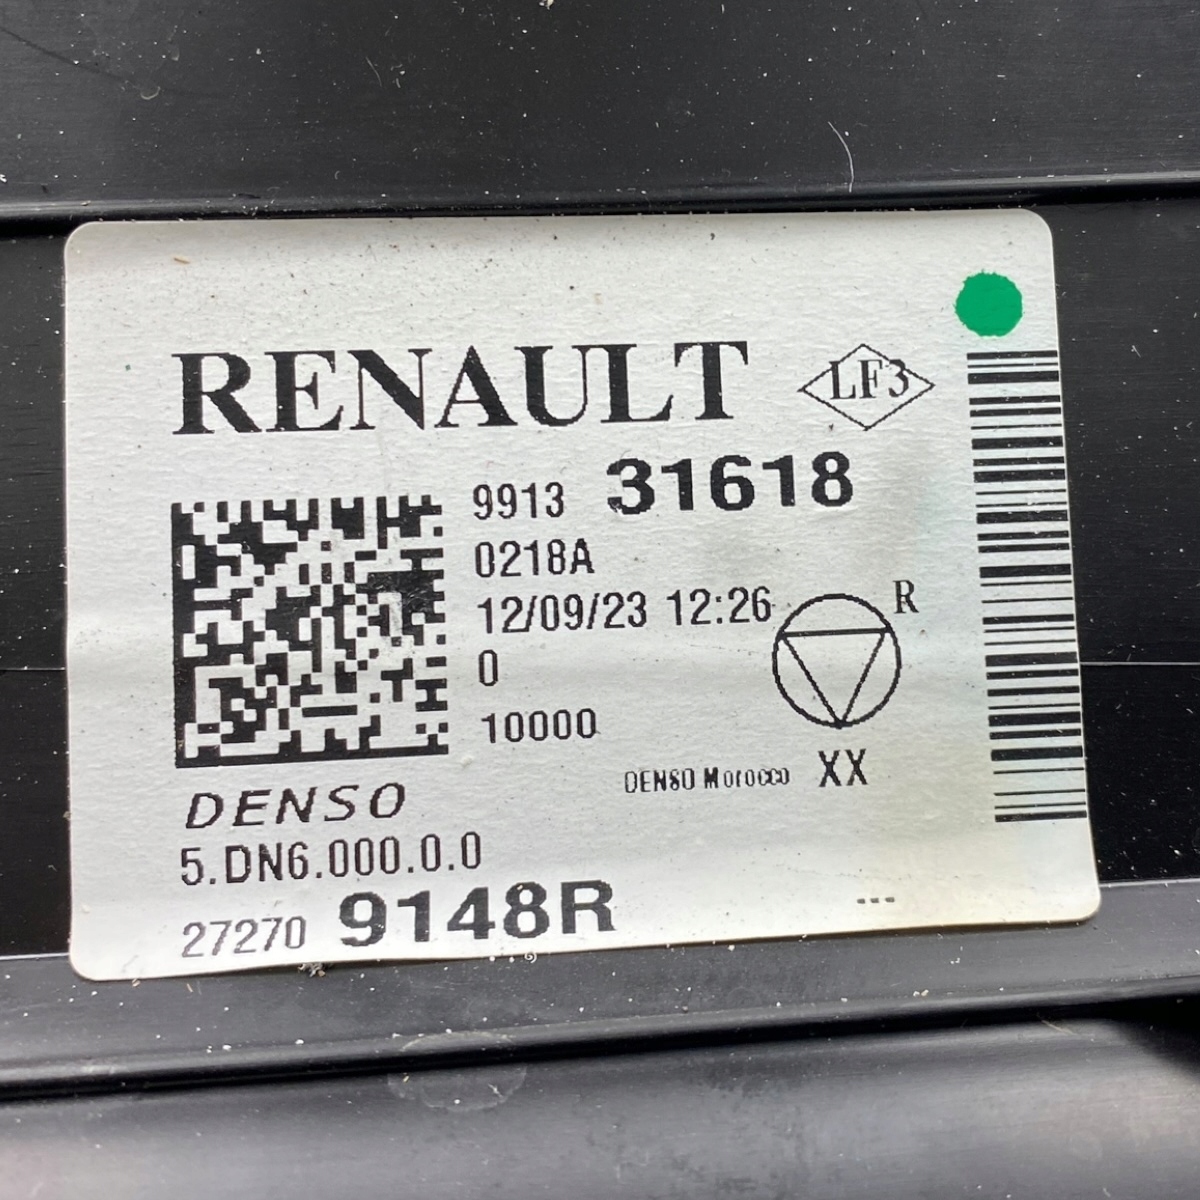 RENAULT LF3
9913 31618
0218A
12/09/23 12:26
R
0
10000
DENSO Morocco XX
DENSO
5.DN6.000.0.0
27270 9148R
---